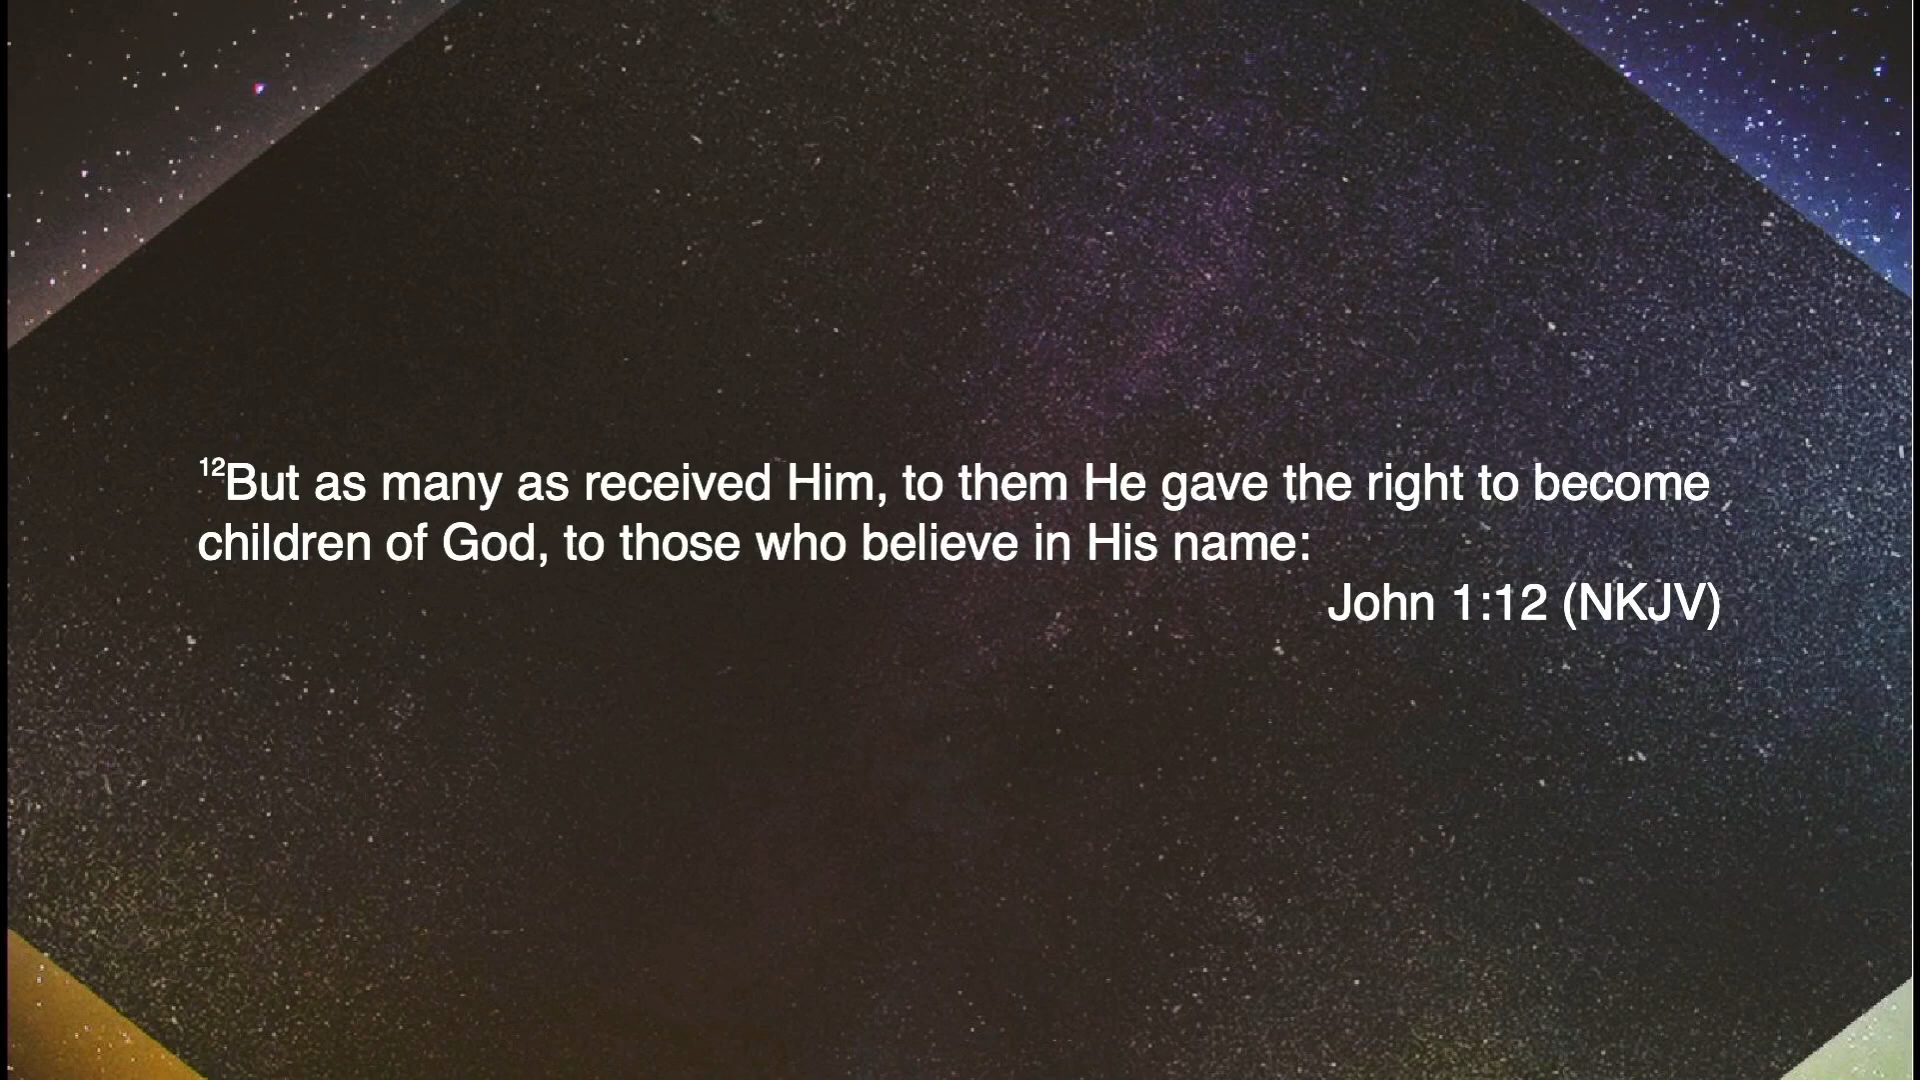 ¹²But as many as received Him, to them He gave the right to become
children of God, to those who believe in His name:
John 1:12 (NKJV)